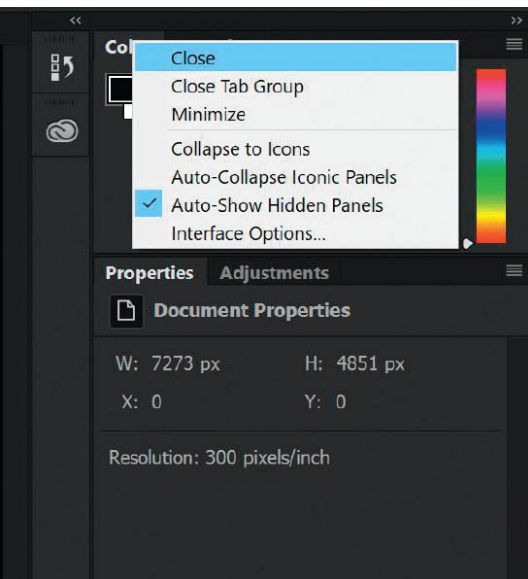 Col
Close
Close Tab Group
Minimize
Collapse to Icons
Auto-Collapse Iconic Panels
Auto-Show Hidden Panels
Interface Options...
Properties Adjustments
Document Properties
W: 7273 px H: 4851 px
X: 0 Y: 0
Resolution: 300 pixels/inch